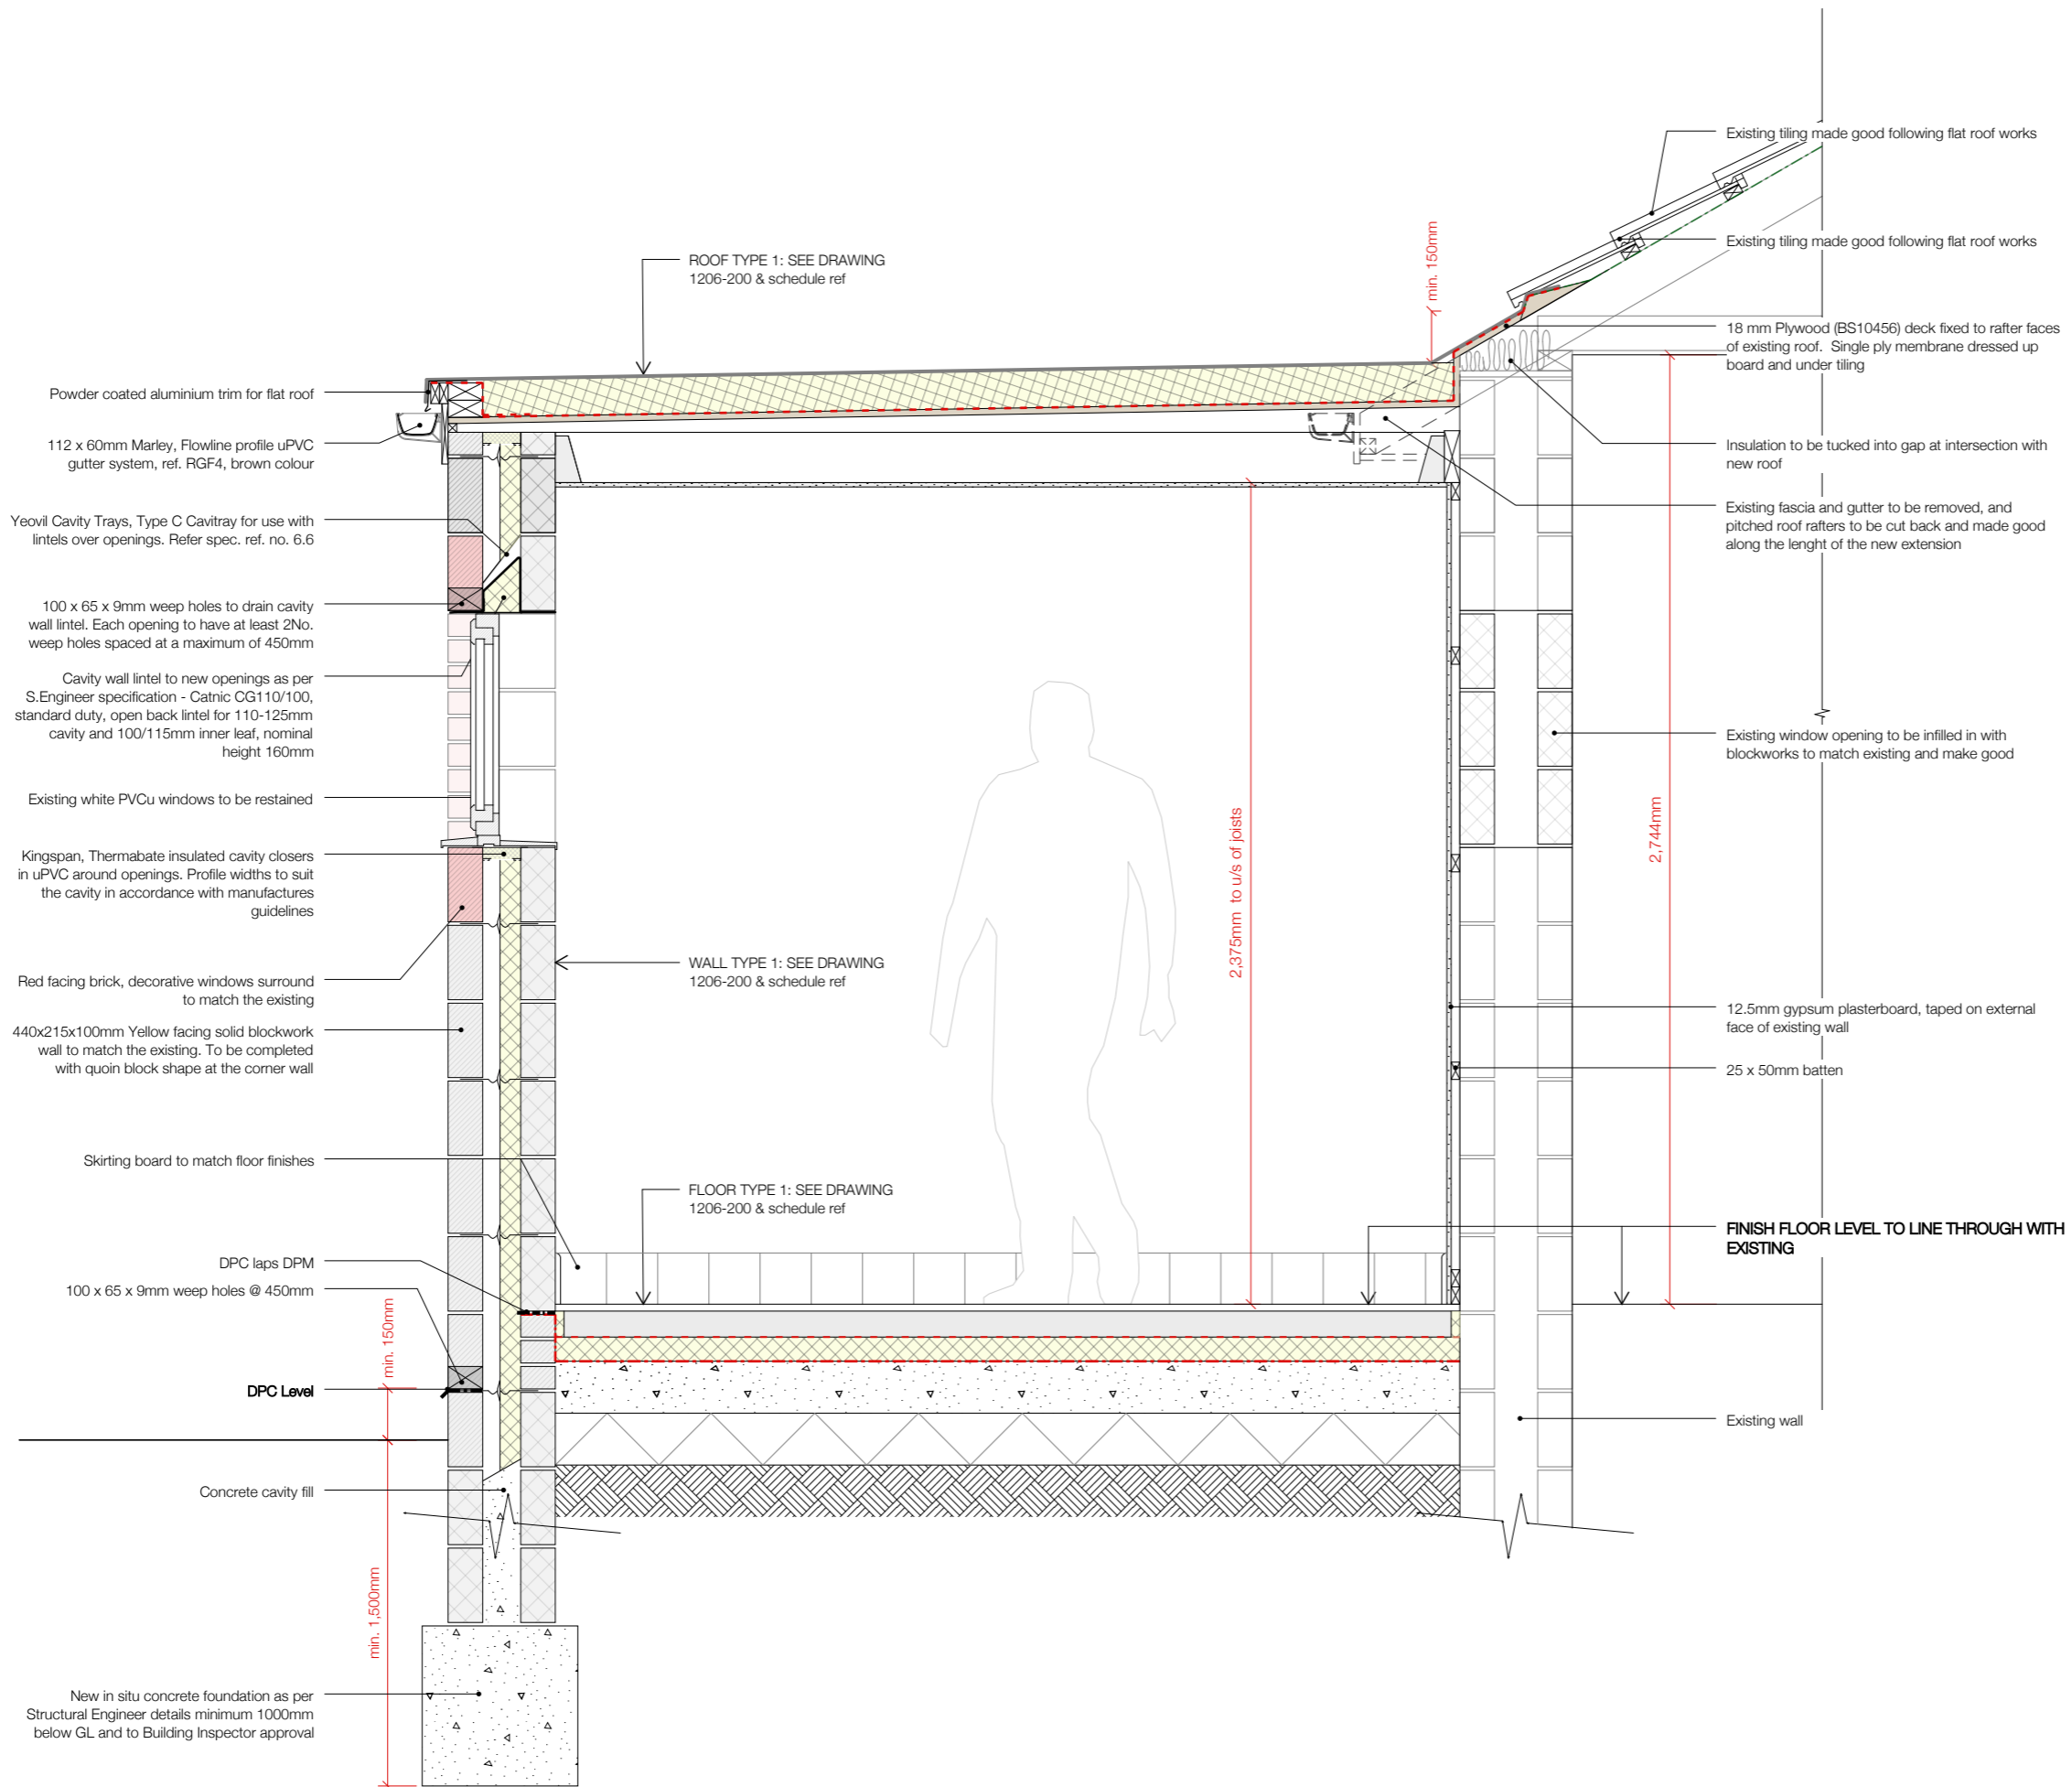 Existing tiling made good following flat roof works
Existing tiling made good following flat roof works
min. 150mm
ROOF TYPE 1: SEE DRAWING
1206-200 & schedule ref
18 mm Plywood (BS10456) deck fixed to rafter faces
of existing roof. Single ply membrane dressed up
board and under tiling
Powder coated aluminium trim for flat roof
112 x 60mm Marley, Flowline profile uPVC
gutter system, ref. RGF4, brown colour
Insulation to be tucked into gap at intersection with
new roof
Yeovil Cavity Trays, Type C Cavitray for use with
lintels over openings. Refer spec. ref. no. 6.6
Existing fascia and gutter to be removed, and
pitched roof rafters to be cut back and made good
along the lenght of the new extension
100 x 65 x 9mm weep holes to drain cavity
wall lintel. Each opening to have at least 2No.
weep holes spaced at a maximum of 450mm
Cavity wall lintel to new openings as per
S.Engineer specification - Catnic CG110/100,
standard duty, open back lintel for 110-125mm
cavity and 100/115mm inner leaf, nominal
height 160mm
Existing window opening to be infilled in with
blockworks to match existing and make good
Existing white PVCu windows to be restained
2,375mm to u/s of joists
2,744mm
Kingspan, Thermabate insulated cavity closers
in uPVC around openings. Profile widths to suit
the cavity in accordance with manufactures
guidelines
WALL TYPE 1: SEE DRAWING
1206-200 & schedule ref
Red facing brick, decorative windows surround
to match the existing
12.5mm gypsum plasterboard, taped on external
face of existing wall
440x215x100mm Yellow facing solid blockwork
wall to match the existing. To be completed
with quoin block shape at the corner wall
25 x 50mm batten
Skirting board to match floor finishes
FLOOR TYPE 1: SEE DRAWING
1206-200 & schedule ref
FINISH FLOOR LEVEL TO LINE THROUGH WITH
EXISTING
DPC laps DPM
100 x 65 x 9mm weep holes @ 450mm
min. 150mm
DPC Level
Existing wall
Concrete cavity fill
min. 1,500mm
New in situ concrete foundation as per
Structural Engineer details minimum 1000mm
below GL and to Building Inspector approval